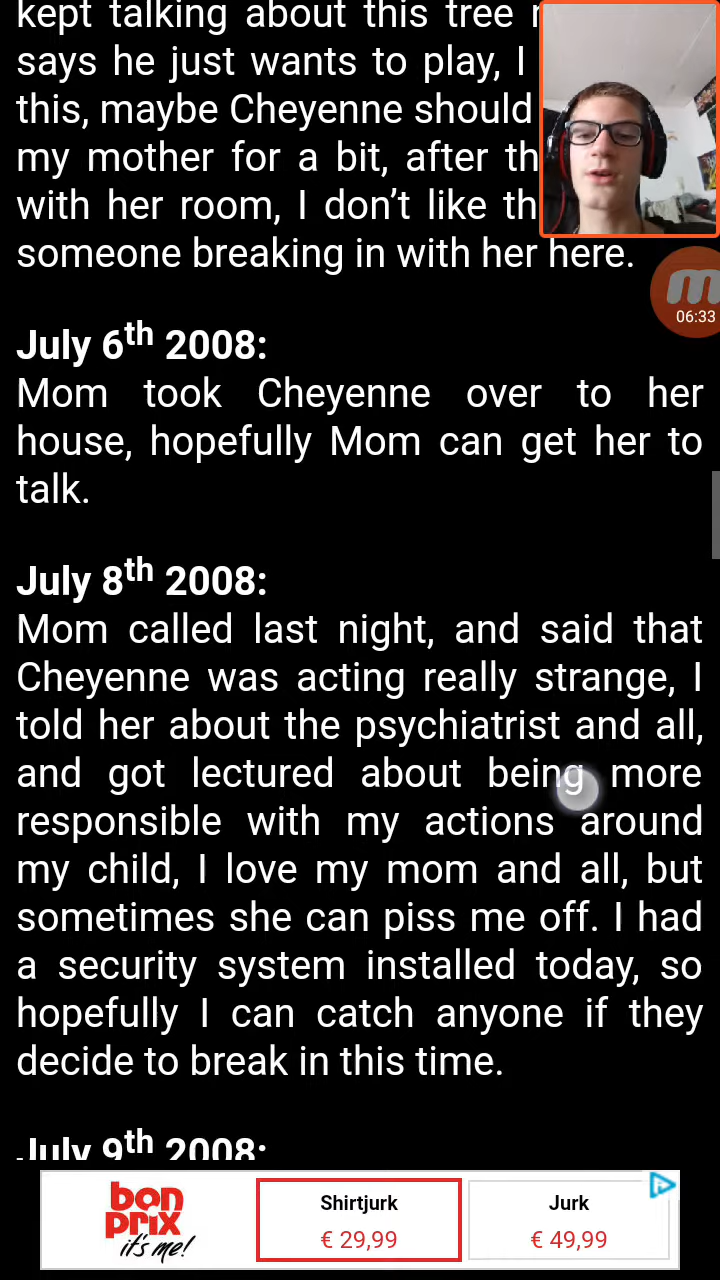 kept talking about this tree
says he just wants to play, I
this, maybe Cheyenne should
my mother for a bit, after
with her room, I don’t like
someone breaking in with her here.
July 6th 2008:
Mom took Cheyenne over to her
house, hopefully Mom can get her to
talk.
July 8th 2008:
Mom called last night, and said that
Cheyenne was acting really strange, I
told her about the psychiatrist and all,
and got lectured about being more
responsible with my actions around
my child, I love my mom and all, but
sometimes she can piss me off. I had
a security system installed today, so
hopefully I can catch anyone if they
decide to break in this time.
July 9th 2008:
06:33
bon
prix
it's me!
Shirtjurk
€ 29,99
Jurk
€ 49,99